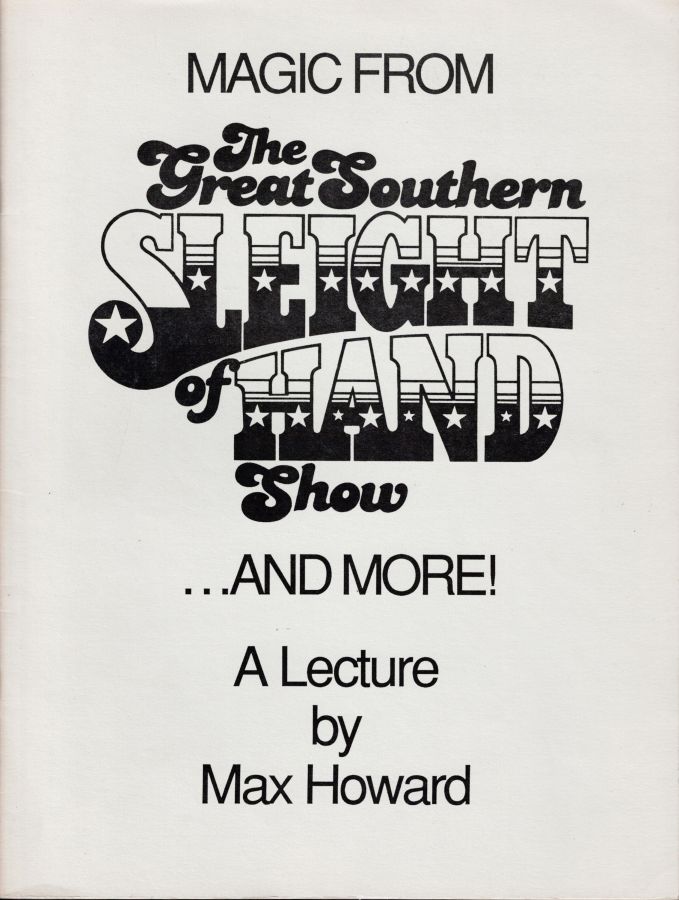 MAGIC FROM
The
Great Southern
SLEIGHT
of HAND
Show
...AND MORE!
A Lecture
by
Max Howard